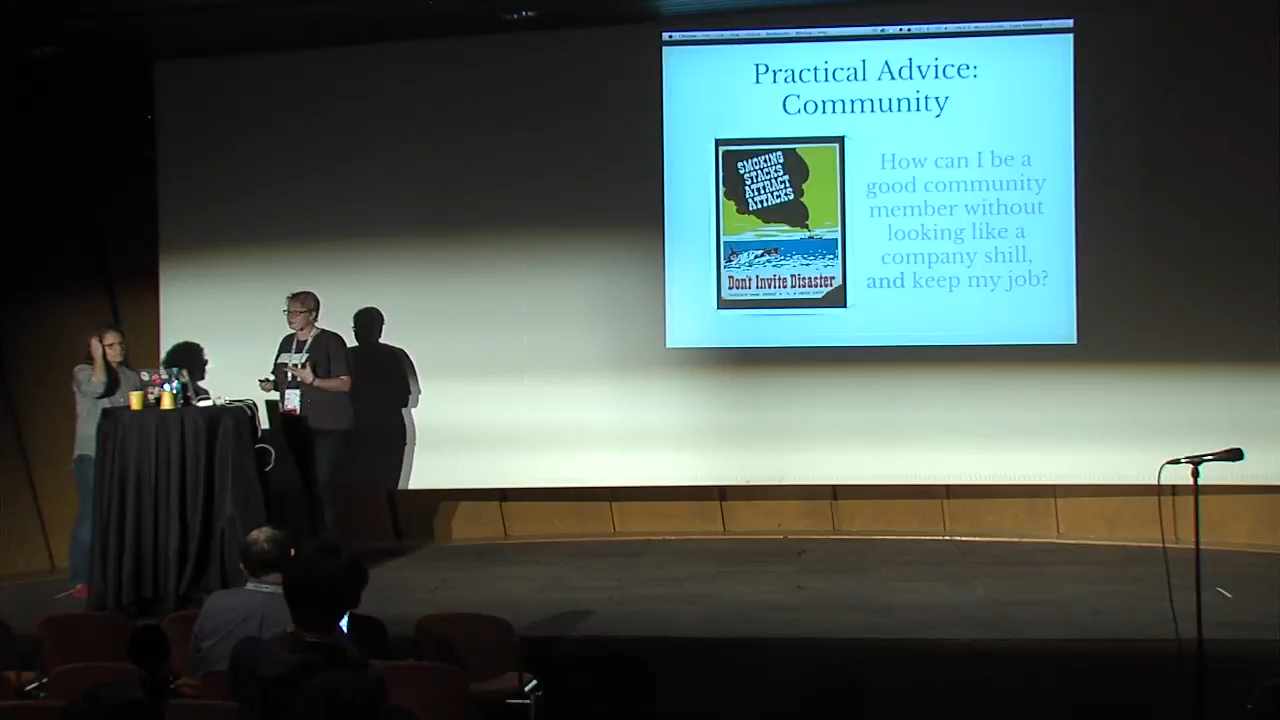 Practical Advice:
Community
SMOKING
STACKS
ATTRACT
ATTACKS
Don't Invite Disaster
How can I be a
good community
member without
looking like a
company shill,
and keep my job?